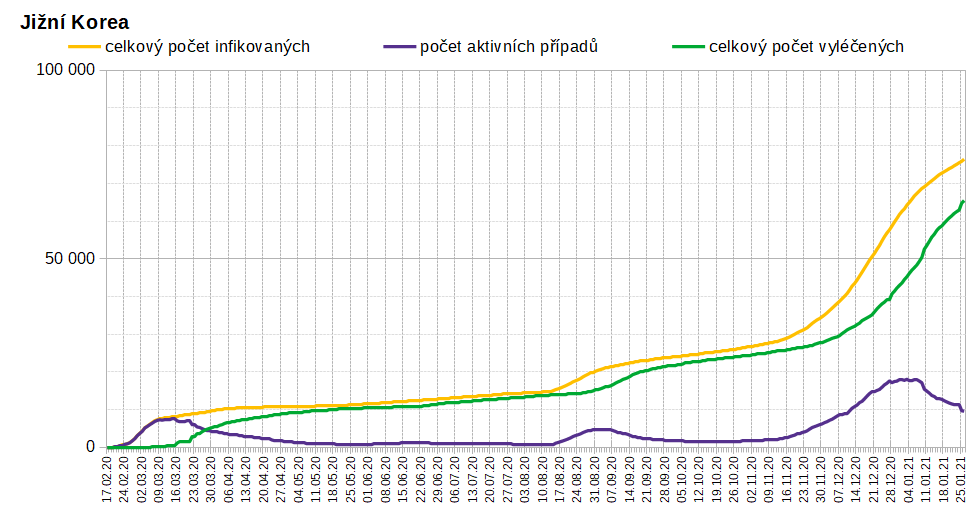 Jižní Korea
celkový počet infikovaných počet aktivních případů celkový počet vyléčených
100 000
50 000
0
17.02.20 24.02.20 02.03.20 09.03.20 16.03.20 23.03.20 30.03.20 06.04.20 13.04.20 20.04.20 27.04.20 04.05.20 11.05.20 18.05.20 25.05.20 01.06.20 08.06.20 15.06.20 22.06.20 29.06.20 06.07.20 13.07.20 20.07.20 27.07.20 03.08.20 10.08.20 17.08.20 24.08.20 31.08.20 07.09.20 14.09.20 21.09.20 28.09.20 05.10.20 12.10.20 19.10.20 26.10.20 02.11.20 09.11.20 16.11.20 23.11.20 30.11.20 07.12.20 14.12.20 21.12.20 28.12.20 04.01.21 11.01.21 18.01.21 25.01.21